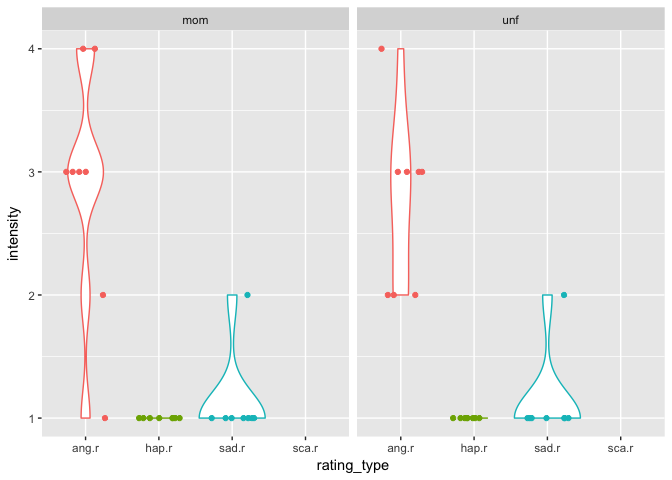 mom unf
4
3
2
1
intensity
ang.r hap.r sad.r sca.r ang.r hap.r sad.r sca.r
rating_type